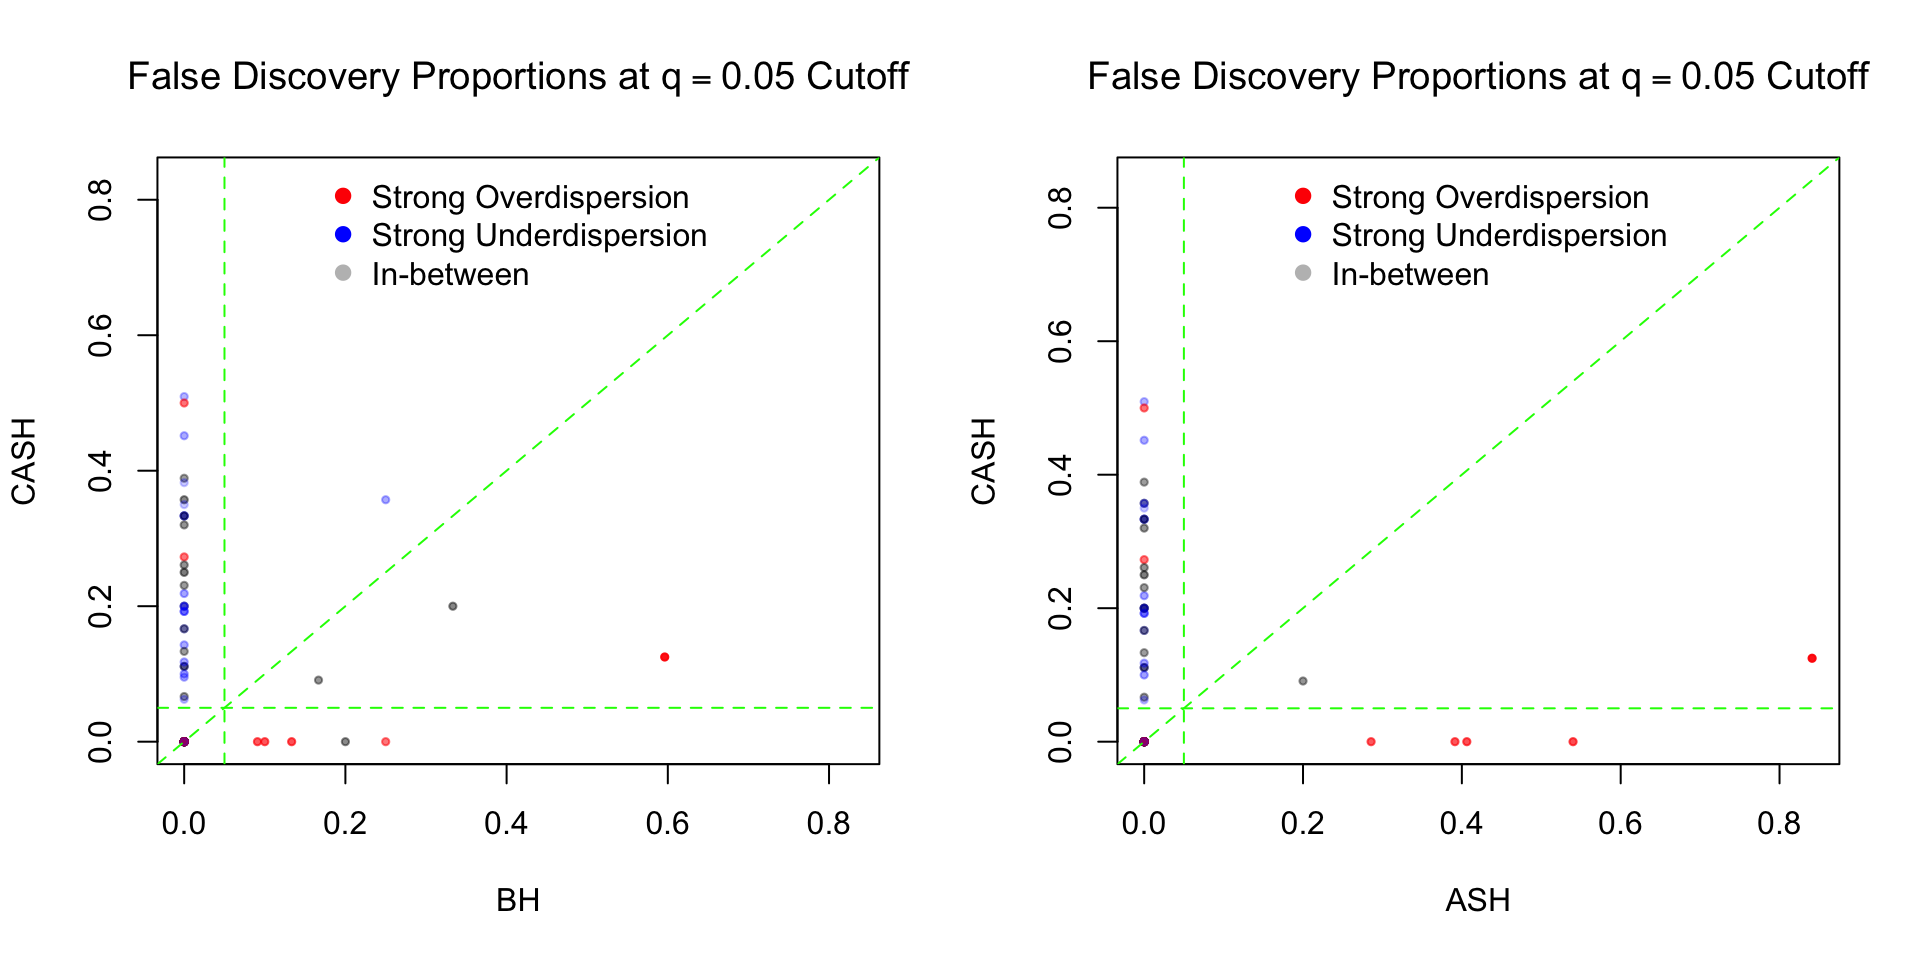 False Discovery Proportions at q = 0.05 Cutoff
Strong Overdispersion
Strong Underdispersion
In-between
CASH
0.8
0.6
0.4
0.2
0.0
0.0 0.2 0.4 0.6 0.8
BH
False Discovery Proportions at q = 0.05 Cutoff
Strong Overdispersion
Strong Underdispersion
In-between
CASH
0.8
0.6
0.4
0.2
0.0
0.0 0.2 0.4 0.6 0.8
ASH